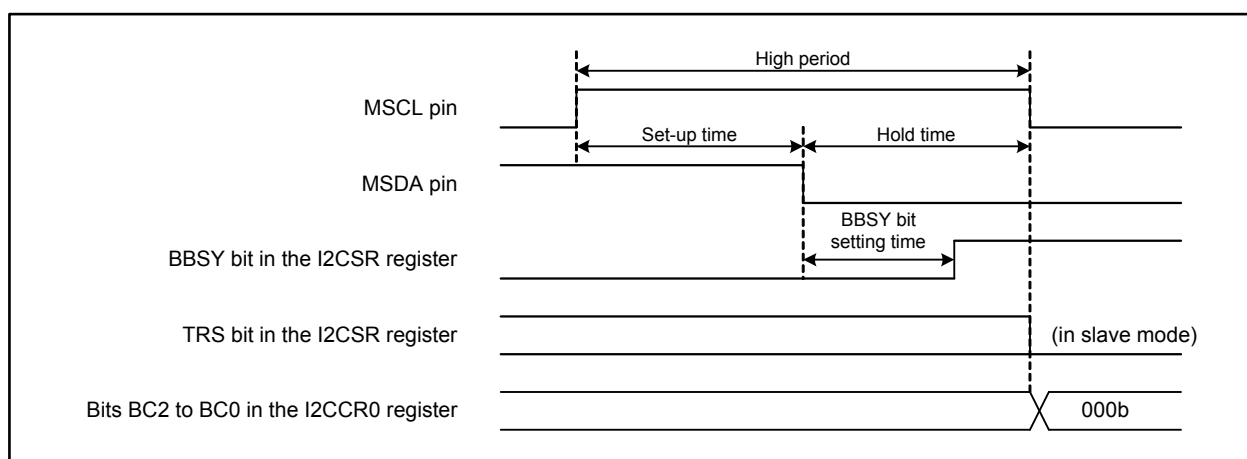 High period
MSCL pin
Set-up time
Hold time
MSDA pin
BBSY bit
setting time
BBSY bit in the I2CSR register
TRS bit in the I2CSR register
(in slave mode)
Bits BC2 to BC0 in the I2CCR0 register
000b